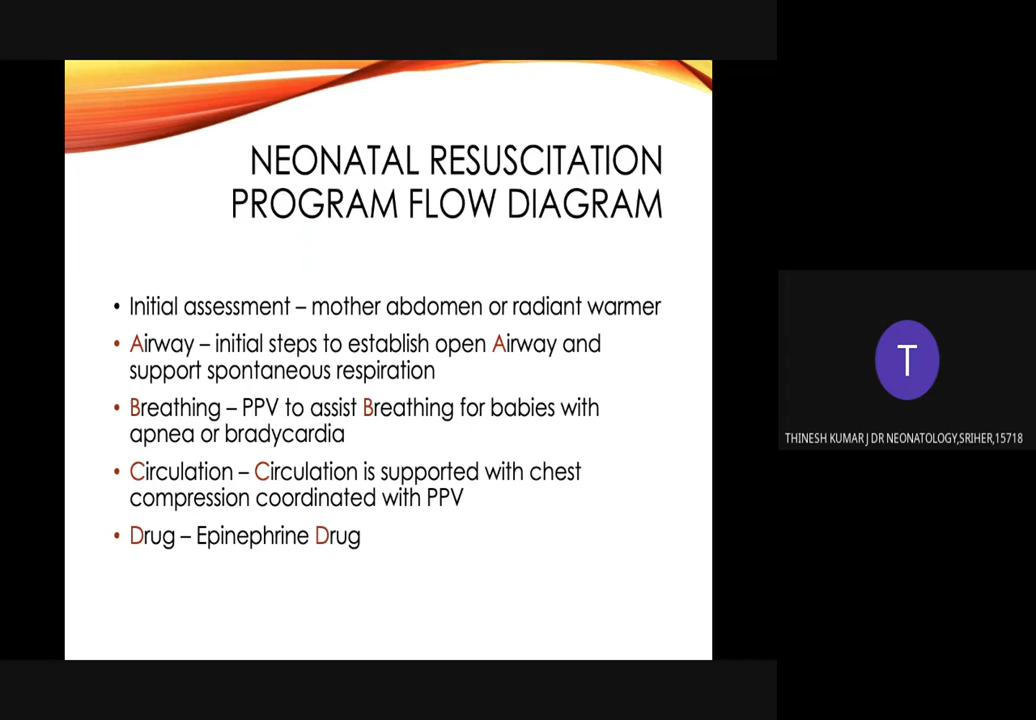 NEONATAL RESUSCITATION
PROGRAM FLOW DIAGRAM
• Initial assessment – mother abdomen or radiant warmer
• Airway – initial steps to establish open Airway and
support spontaneous respiration
• Breathing – PPV to assist Breathing for babies with
apnea or bradycardia
• Circulation – Circulation is supported with chest
compression coordinated with PPV
• Drug – Epinephrine Drug
T
THINESH KUMAR J DR NEONATOLOGY,SRIHER,15718